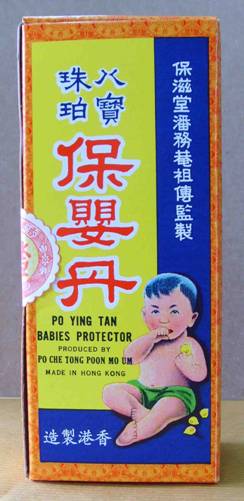 保滋堂潘務菴祖傳監製
八寶
珠珀
保嬰丹
PO YING TAN
BABIES PROTECTOR
PRODUCED BY
PO CHE TONG POON MO UM
MADE IN HONG KONG
香港製造